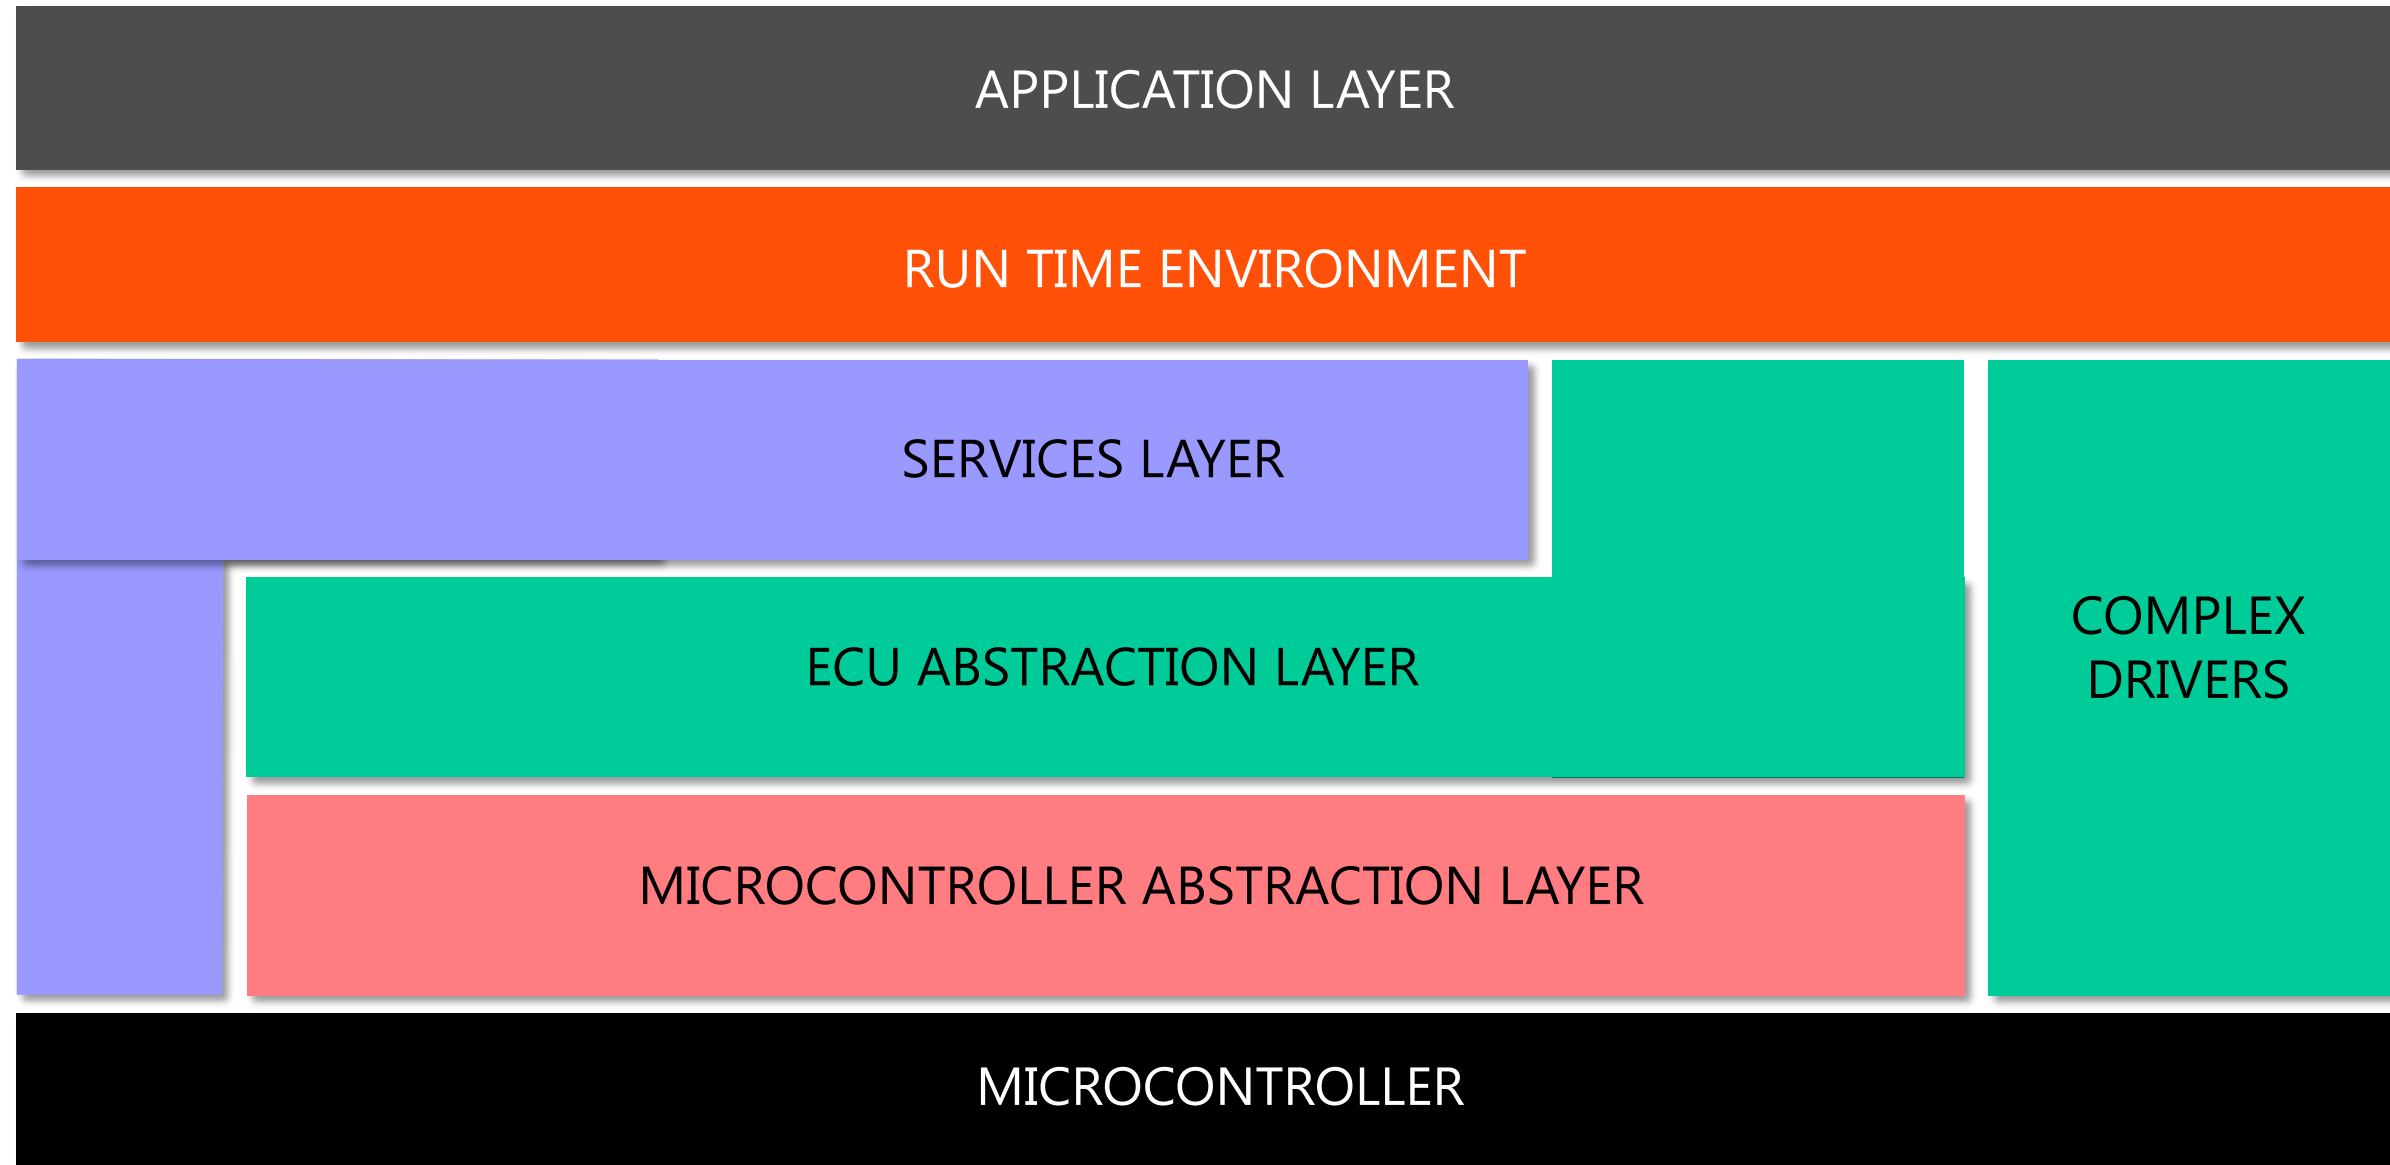 APPLICATION LAYER
RUN TIME ENVIRONMENT
SERVICES LAYER
ECU ABSTRACTION LAYER
COMPLEX
DRIVERS
MICROCONTROLLER ABSTRACTION LAYER
MICROCONTROLLER